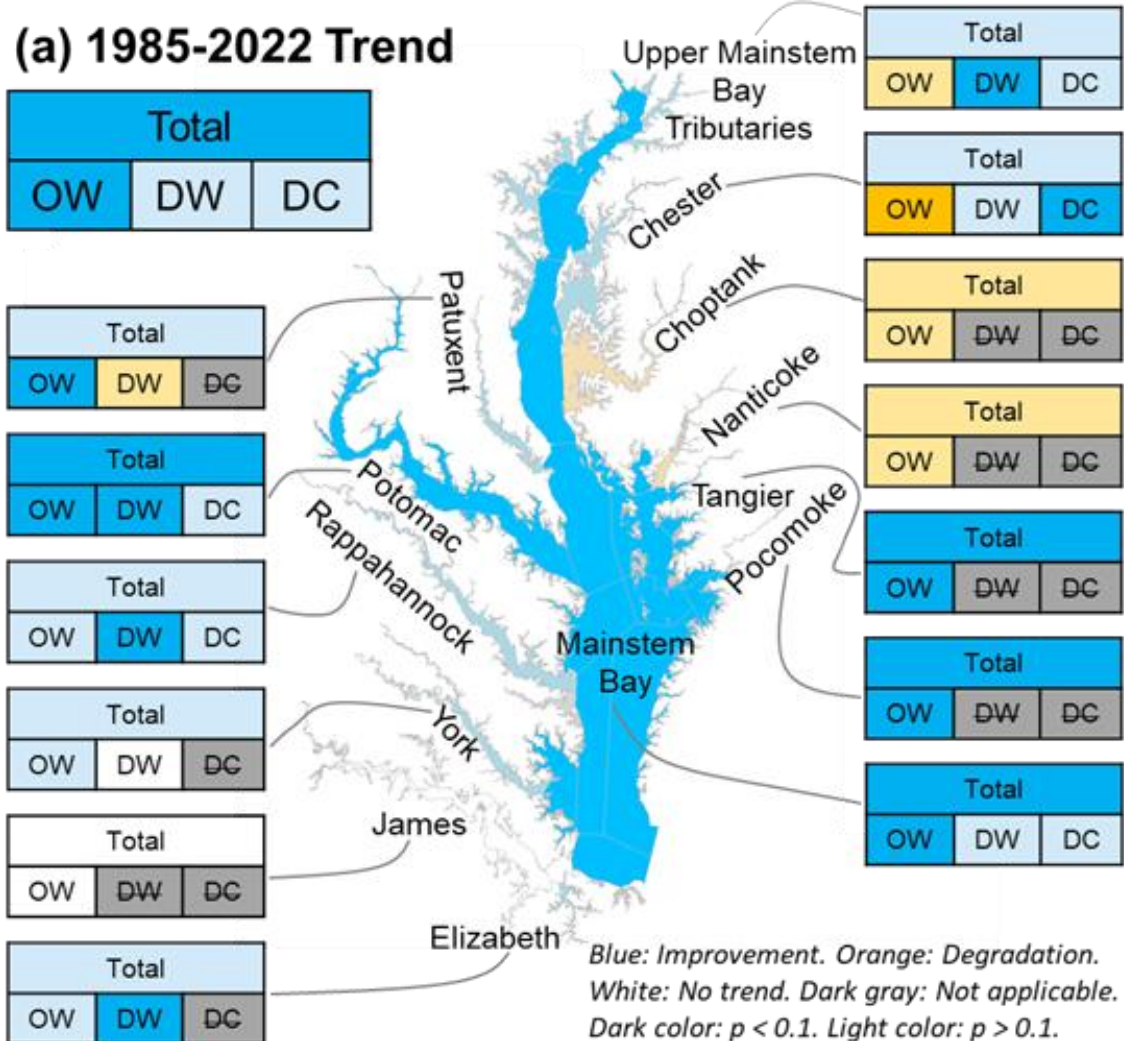 (a) 1985-2022 Trend
Total
OW DW DC
Total
OW DW DC
Total
OW DW DC
Total
OW DW DC
Total
OW DW DC
Total
OW DW DC
Total
OW DW DC
Upper Mainstem
Bay
Tributaries
Chester
Choptank
Nanticoke
Tangier
Pocomoke
Patuxent
Potomac
Rappahannock
York
James
Elizabeth
Mainstem
Bay
Total
OW DW DC
Total
OW DW DC
Total
OW DW DC
Total
OW DW DC
Total
OW DW DC
Total
OW DW DC
Total
OW DW DC
Blue: Improvement. Orange: Degradation.
White: No trend. Dark gray: Not applicable.
Dark color: p < 0.1. Light color: p > 0.1.